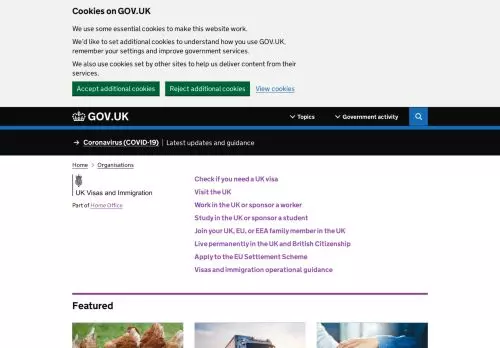 Cookies on GOV.UK
We use some essential cookies to make this website work.
We'd like to set additional cookies to understand how you use GOV.UK,
remember your settings and improve government services.
We also use cookies set by other sites to help us deliver content from their
services.
Accept additional cookies Reject additional cookies View cookies
GOV.UK Topics Government activity
→ Coronavirus (COVID-19) | Latest updates and guidance
Home > Organisations
UK Visas and Immigration
Part of Home Office
Check if you need a UK visa
Visit the UK
Work in the UK or sponsor a worker
Study in the UK or sponsor a student
Join your UK, EU, or EEA family member in the UK
Live permanently in the UK and British Citizenship
Apply to the EU Settlement Scheme
Visas and immigration operational guidance
Featured